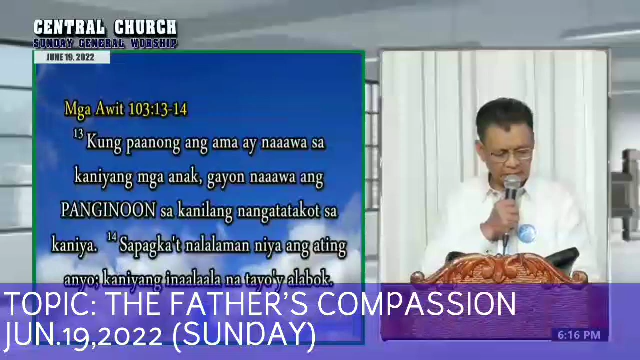 CENTRAL CHURCH
SUNDAY GENERAL WORSHIP
JUNE 19, 2022
Mga Awit 103:13-14
13 Kung paanong ang ama ay naaawa sa
kaniyang mga anak, gayon naaawa ang
PANGINOON sa kanilang nangatatakot sa
kaniya. 14 Sapagka't nalalaman niya ang ating
anyo; kaniyang inaalaala na tayo'y alabok.
TOPIC: THE FATHER'S COMPASSION
JUN.19,2022 (SUNDAY)
6:16 PM